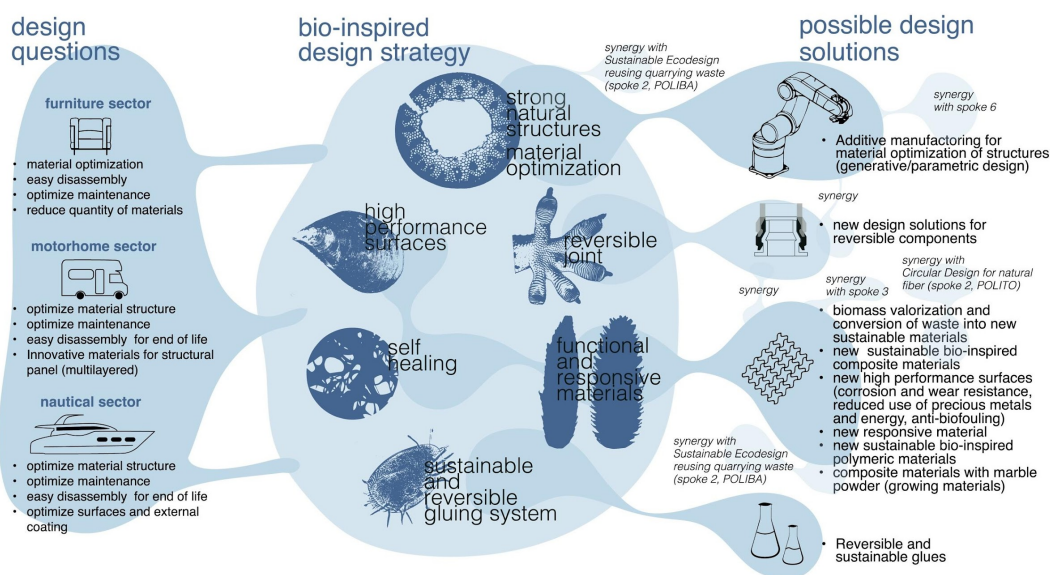 design
questions
furniture sector
• material optimization
• easy disassembly
• optimize maintenance
• reduce quantity of materials
motorhome sector
• optimize material structure
• optimize maintenance
• easy disassembly for end of life
• Innovative materials for structural
panel (multilayered)
nautical sector
• optimize material structure
• optimize maintenance
• easy disassembly for end of life
• optimize surfaces and external
coating
bio-inspired
design strategy
strong
natural
structures
material
optimization
high
performance
surfaces
reversible
joint
self
healing
functional
and
responsive
materials
sustainable
and
reversible
gluing system
synergy with
Sustainable Ecodesign
reusing quarrying waste
(spoke 2, POLIBA)
possible design
solutions
synergy
with spoke 6
• Additive manufacturing for
material optimization of structures
(generative/parametric design)
synergy
• new design solutions for
reversible components
synergy
synergy
with spoke 3
synergy with
Circular Design for natural
fiber (spoke 2, POLITO)
• biomass valorization and
conversion of waste into new
sustainable materials
• new sustainable bio-inspired
composite materials
• new high performance surfaces
(corrosion and wear resistance,
reduced use of precious metals
and energy, anti-biofouling)
• new responsive material
• new sustainable bio-inspired
polymeric materials
• composite materials with marble
powder (growing materials)
synergy with
Sustainable Ecodesign
reusing quarrying waste
(spoke 2, POLIBA)
• Reversible and
sustainable glues